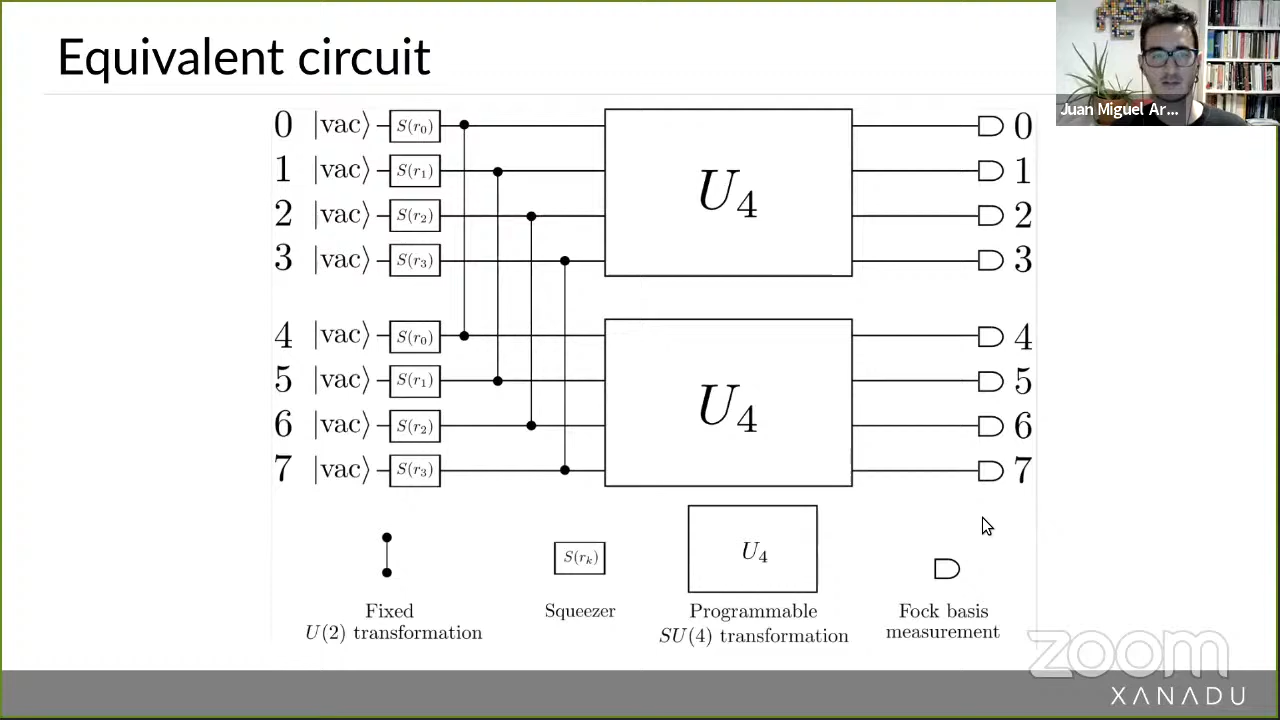 Equivalent circuit
Juan Miguel Ar...
0 |vac⟩ S(r₀) 0
1 |vac⟩ S(r₁) 1
2 |vac⟩ S(r₂) 2
3 |vac⟩ S(r₃) 3
U₄
4 |vac⟩ S(r₀) 4
5 |vac⟩ S(r₁) 5
6 |vac⟩ S(r₂) 6
7 |vac⟩ S(r₃) 7
U₄
S(rₖ)
U₄
Fixed
U(2) transformation
Squeezer
Programmable
SU(4) transformation
Fock basis
measurement
zoom
XANADU